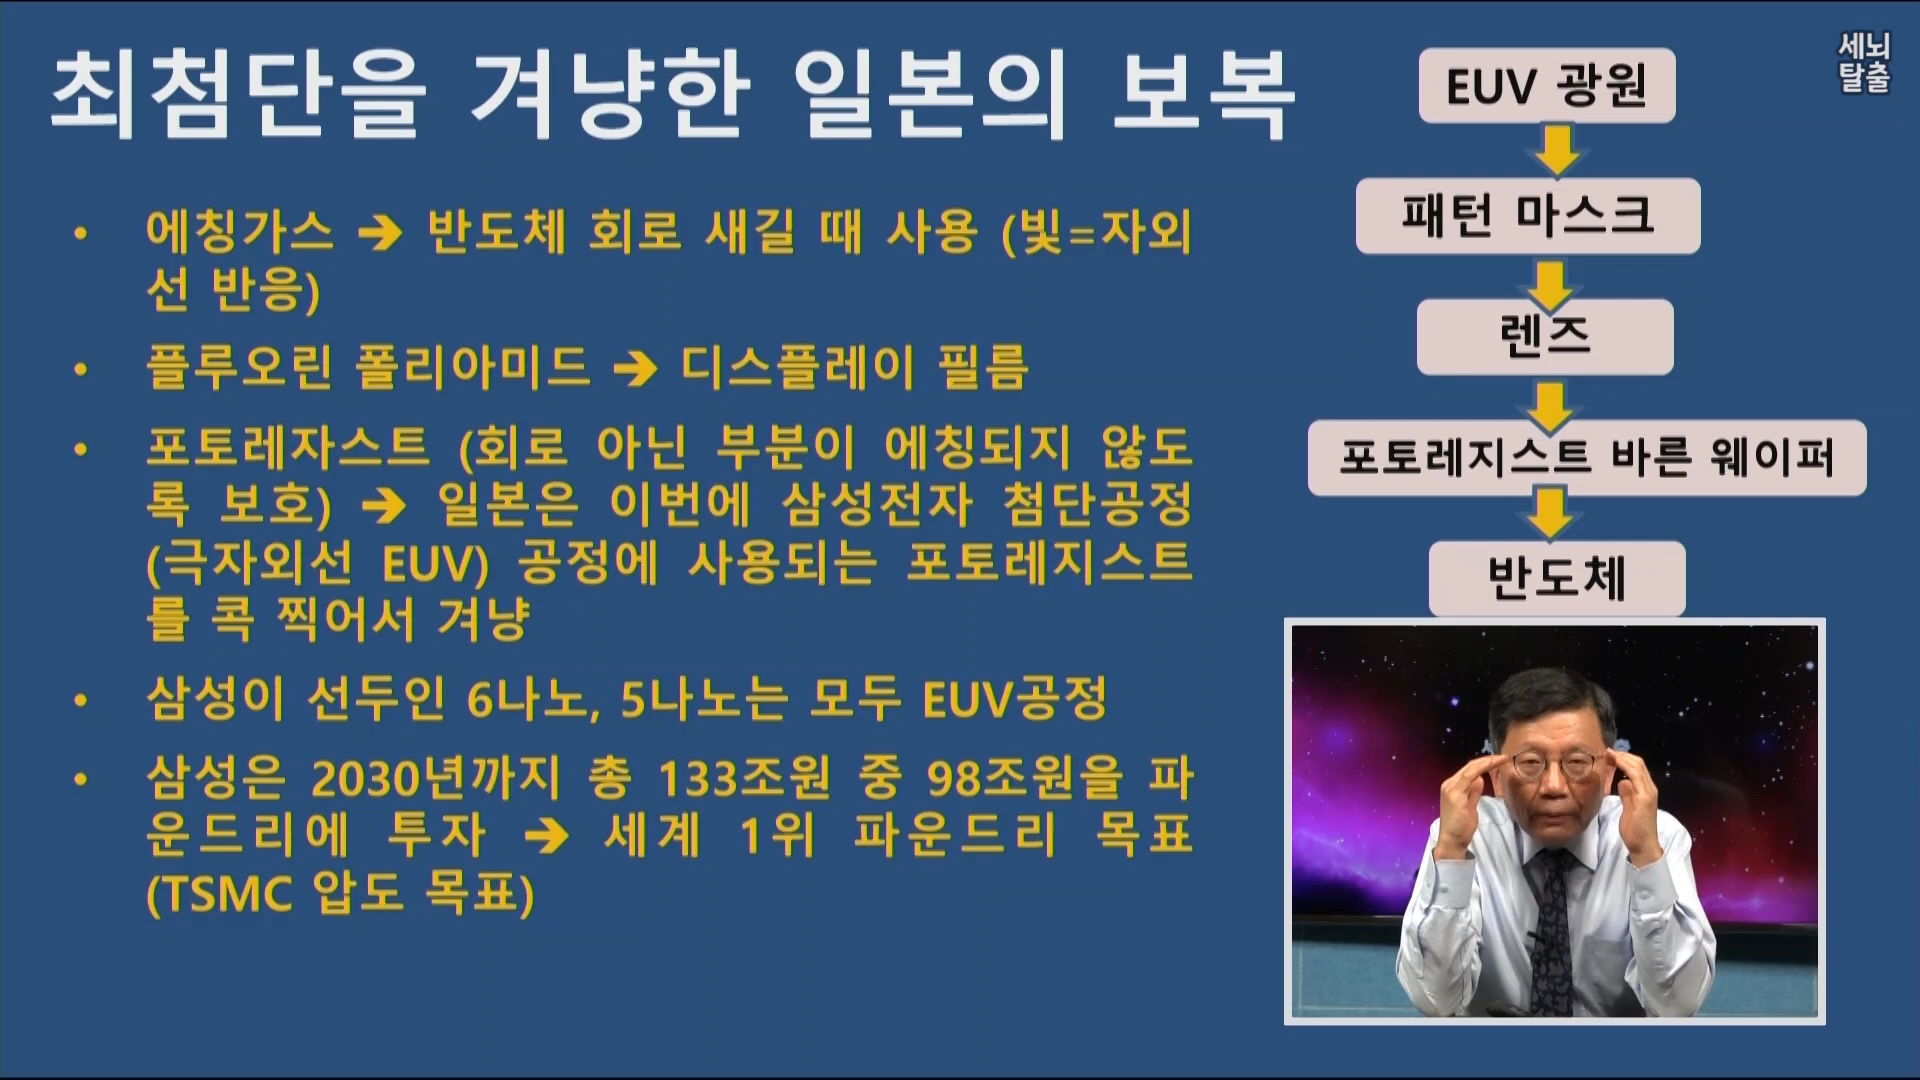 최첨단을 겨냥한 일본의 보복
• 에칭가스 ➔ 반도체 회로 새길 때 사용 (빛=자외
선 반응)
• 플루오린 폴리아미드 ➔ 디스플레이 필름
• 포토레자스트 (회로 아닌 부분이 에칭되지 않도
록 보호) ➔ 일본은 이번에 삼성전자 첨단공정
(극자외선 EUV) 공정에 사용되는 포토레지스트
를 콕 찍어서 겨냥
• 삼성이 선두인 6나노, 5나노는 모두 EUV공정
• 삼성은 2030년까지 총 133조원 중 98조원을 파
운드리에 투자 ➔ 세계 1위 파운드리 목표
(TSMC 압도 목표)
EUV 광원
패턴 마스크
렌즈
포토레지스트 바른 웨이퍼
반도체
세뇌
탈출